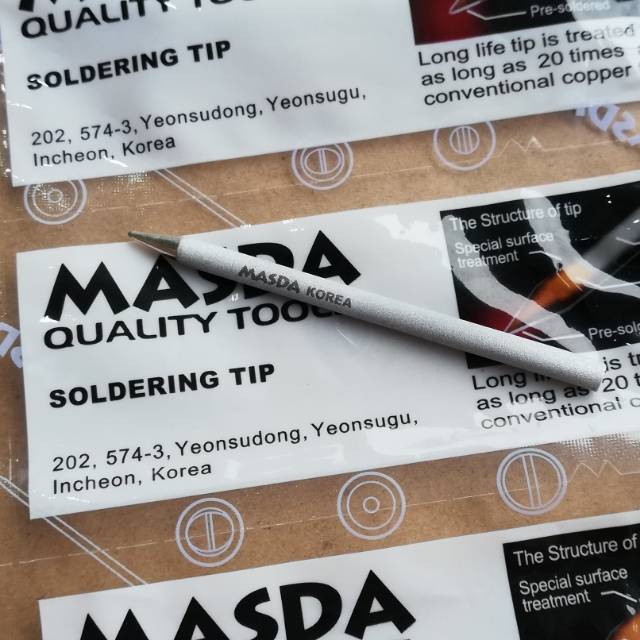 MASDA
QUALITY
SOLDERING TIP
202, 574-3, Yeonsudong, Yeonsugu,
Incheon, Korea
Pre-soldered
Long life tip is treated
as long as 20 times
conventional copper
MASDA
QUALITY TOO
SOLDERING TIP
202, 574-3, Yeonsudong, Yeonsugu,
Incheon, Korea
MASDA KOREA
The Structure of tip
Special surface
treatment
Pre-sol
Long
as long as 20
conventional
MASDA
The Structure of
Special surface
treatment